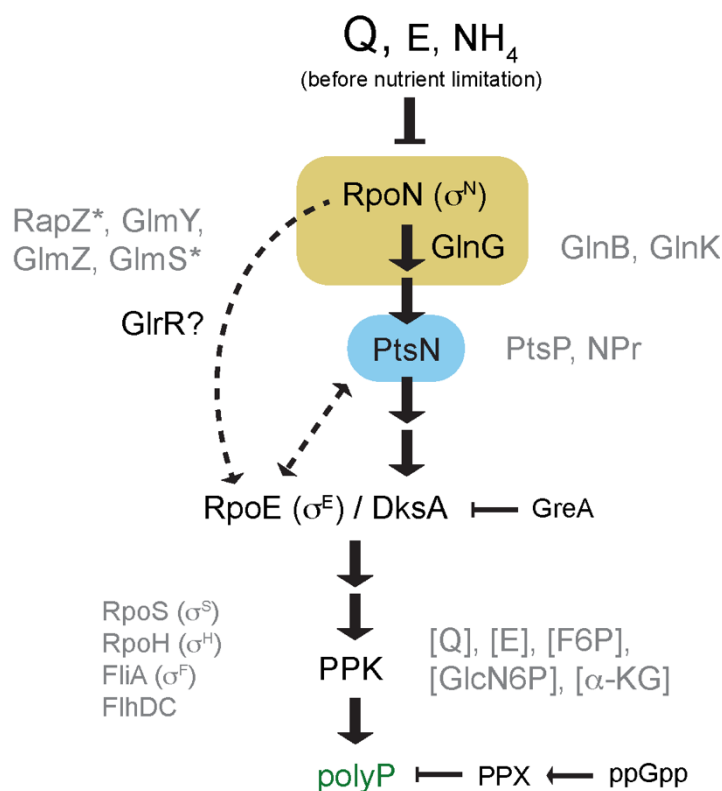 Q, E, NH₄
(before nutrient limitation)
RpoN (σᴺ)
GlnG
RapZ*, GlmY,
GlmZ, GlmS*
GlnB, GlnK
GlrR?
PtsN
PtsP, NPr
RpoE (σᴱ) / DksA
GreA
RpoS (σˢ)
RpoH (σᴴ)
FliA (σᶠ)
FlhDC
PPK
[Q], [E], [F6P],
[GlcN6P], [α-KG]
polyP
PPX
ppGpp